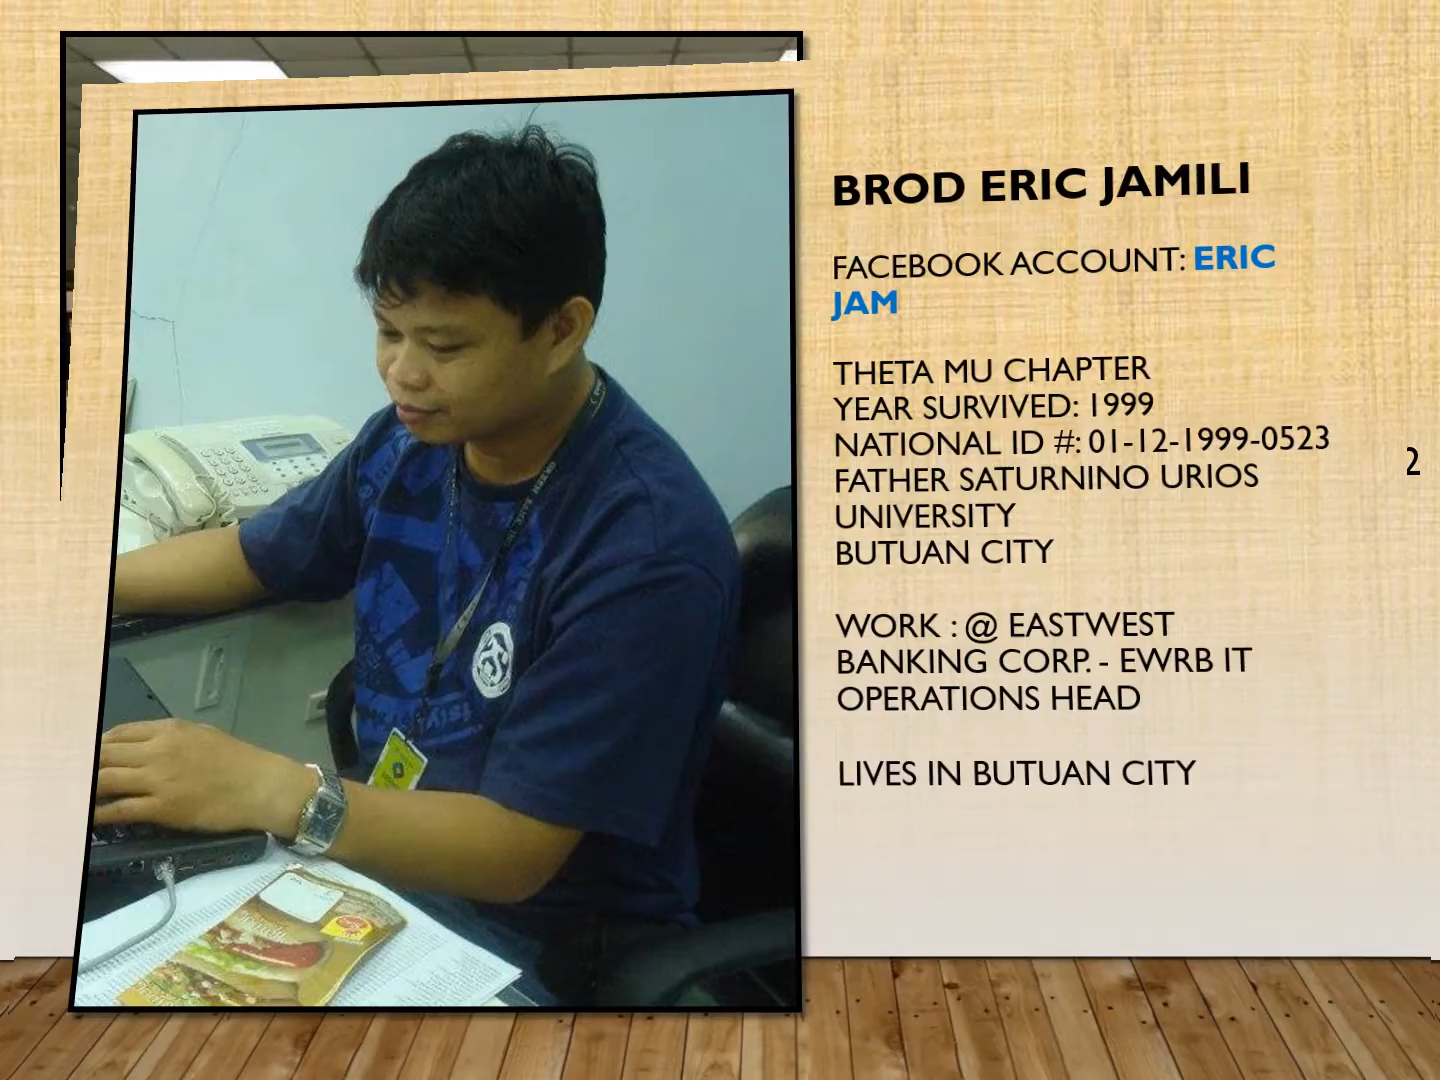 BROD ERIC JAMILI
FACEBOOK ACCOUNT: ERIC
JAM
THETA MU CHAPTER
YEAR SURVIVED: 1999
NATIONAL ID #: 01-12-1999-0523
FATHER SATURNINO URIOS
UNIVERSITY
BUTUAN CITY
WORK : @ EASTWEST
BANKING CORP. - EWRB IT
OPERATIONS HEAD
LIVES IN BUTUAN CITY
2